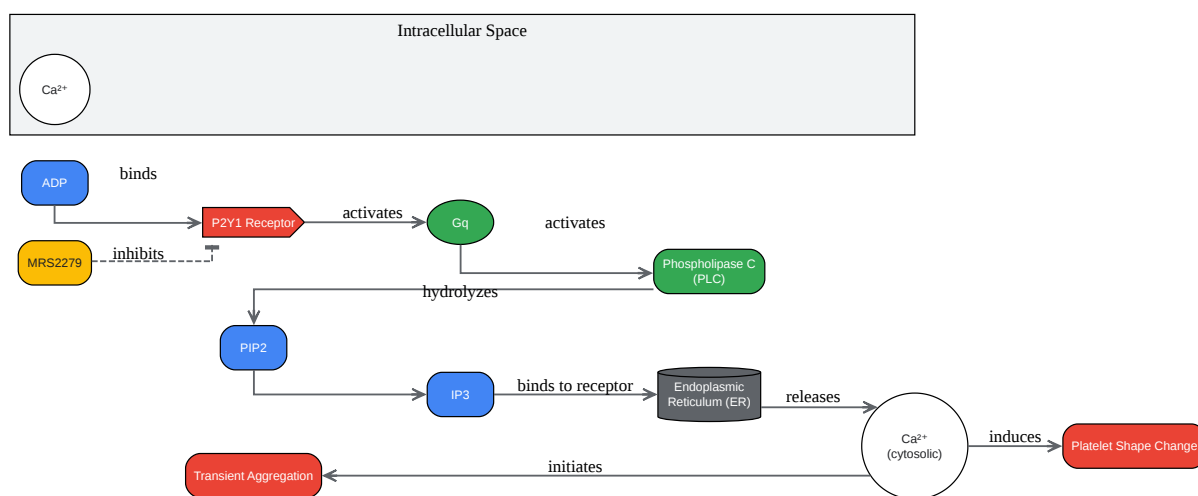 Intracellular Space
Ca²⁺
ADP
binds
P2Y1 Receptor
activates
Gq
activates
MRS2279
inhibits
Phospholipase C
(PLC)
hydrolyzes
PIP2
IP3
binds to receptor
Endoplasmic
Reticulum (ER)
releases
Ca²⁺
(cytosolic)
induces
Platelet Shape Change
Transient Aggregation
initiates